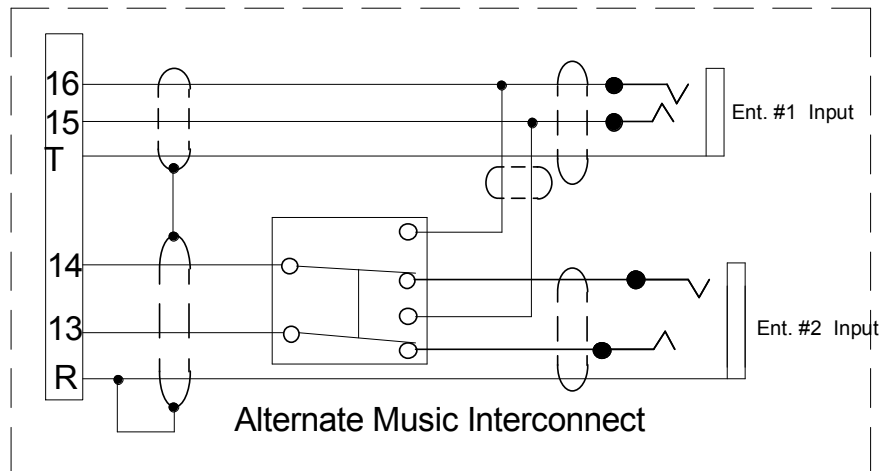 16
15
T
Ent. #1 Input
14
13
Ent. #2 Input
R
Alternate Music Interconnect